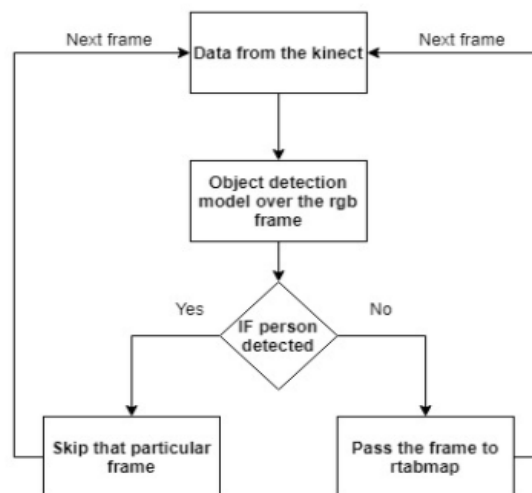 Next frame
Next frame
Data from the kinect
Object detection
model over the rgb
frame
Yes
No
IF person
detected
Skip that particular
frame
Pass the frame to
rtabmap